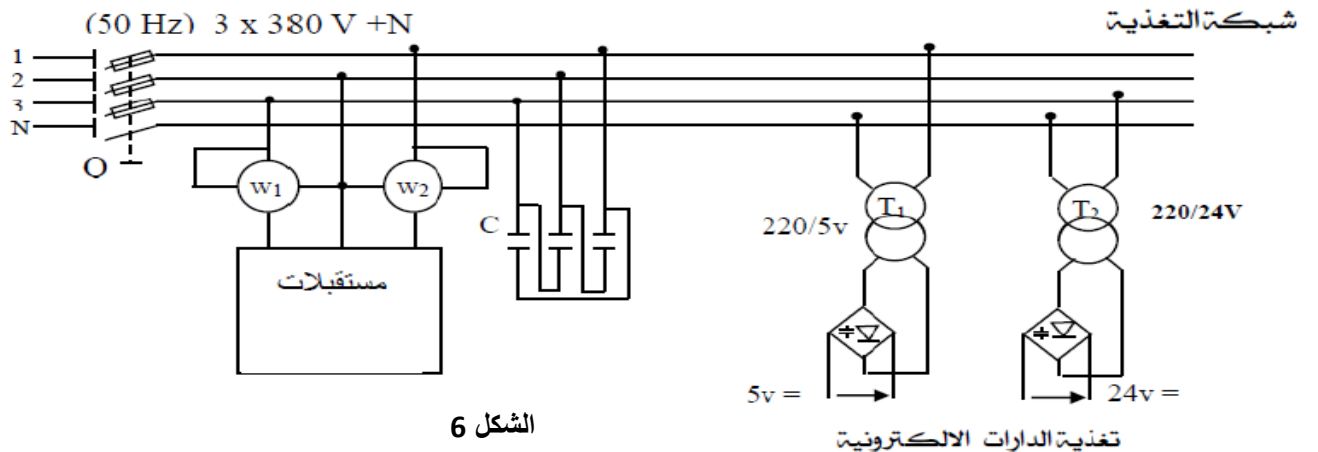 (50 Hz) 3 x 380 V +N
شبكة التغذية
1
2
3
N
Q
W1
W2
C
مستقبلات
220/5v
T1
T2
220/24V
5v =
24v =
الشكل 6
تغذية الدارات الالكترونية